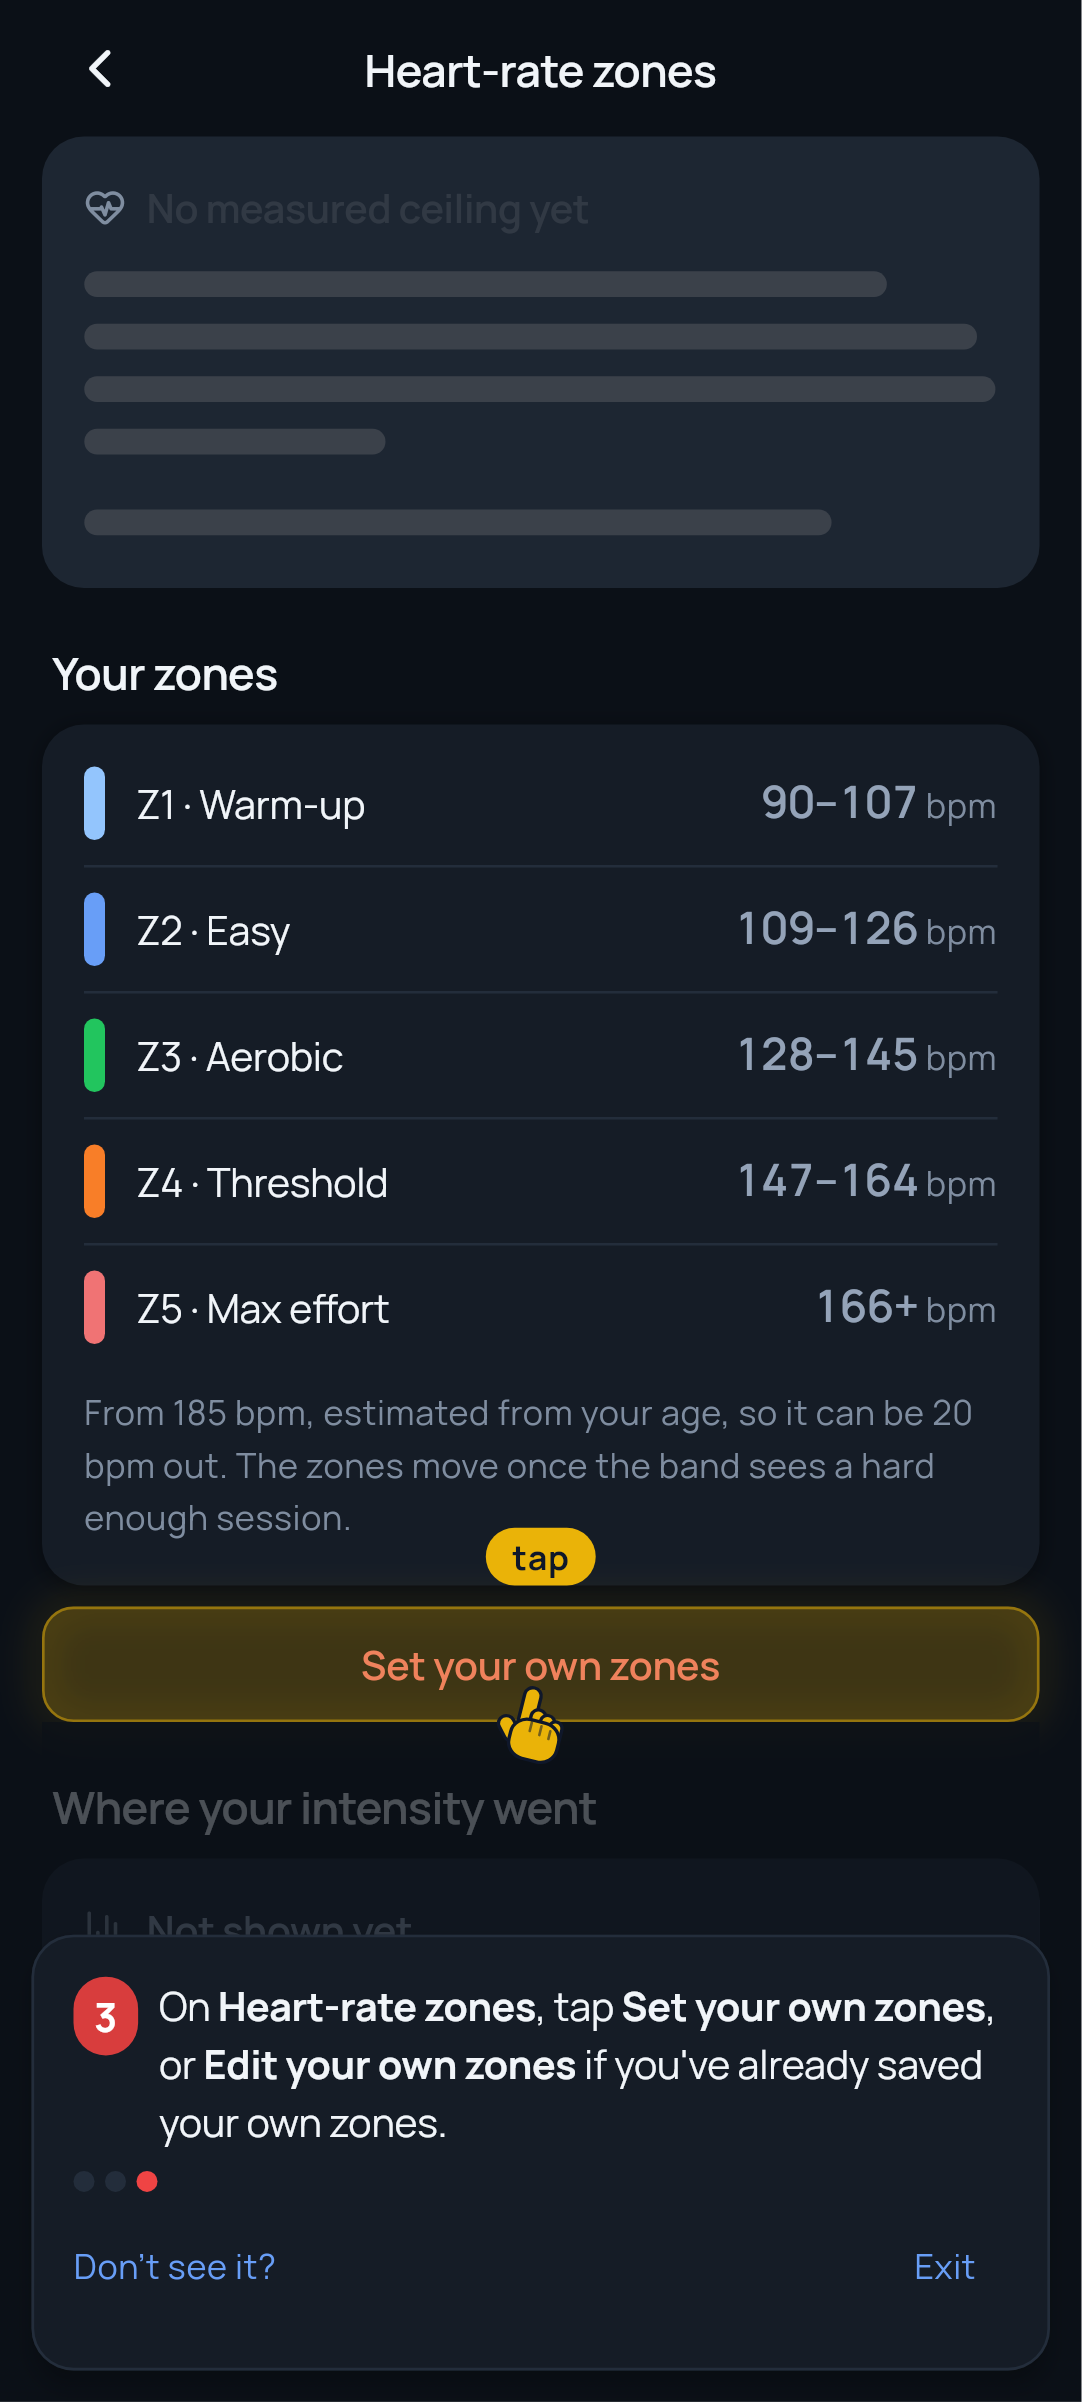 Heart-rate zones
No measured ceiling yet
Your zones
Z1 · Warm-up 90–107 bpm
Z2 · Easy 109–126 bpm
Z3 · Aerobic 128–145 bpm
Z4 · Threshold 147–164 bpm
Z5 · Max effort 166+ bpm
From 185 bpm, estimated from your age, so it can be 20
bpm out. The zones move once the band sees a hard
enough session.
tap
Set your own zones
Where your intensity went
Not shown yet
3 On Heart-rate zones, tap Set your own zones,
or Edit your own zones if you've already saved
your own zones.
Don't see it? Exit